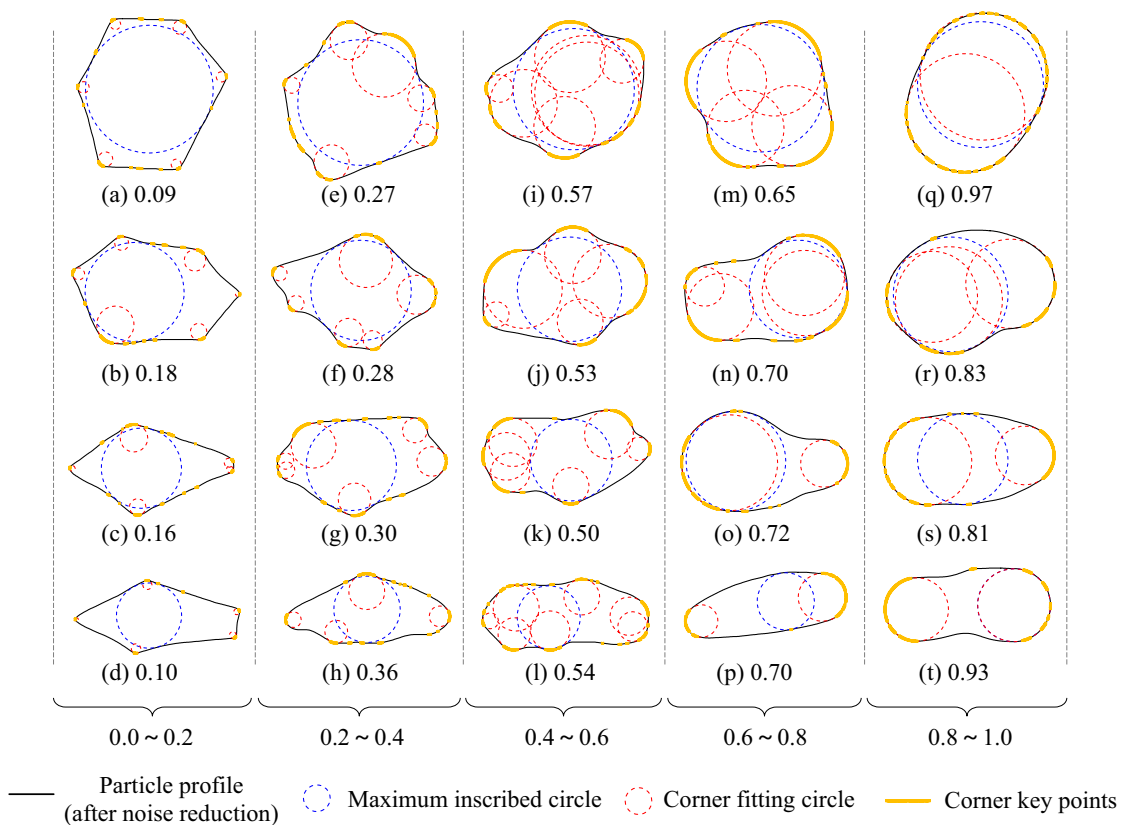 (a) 0.09
(e) 0.27
(i) 0.57
(m) 0.65
(q) 0.97
(b) 0.18
(f) 0.28
(j) 0.53
(n) 0.70
(r) 0.83
(c) 0.16
(g) 0.30
(k) 0.50
(o) 0.72
(s) 0.81
(d) 0.10
(h) 0.36
(l) 0.54
(p) 0.70
(t) 0.93
0.0 ~ 0.2
0.2 ~ 0.4
0.4 ~ 0.6
0.6 ~ 0.8
0.8 ~ 1.0
Particle profile
(after noise reduction)
Maximum inscribed circle
Corner fitting circle
Corner key points